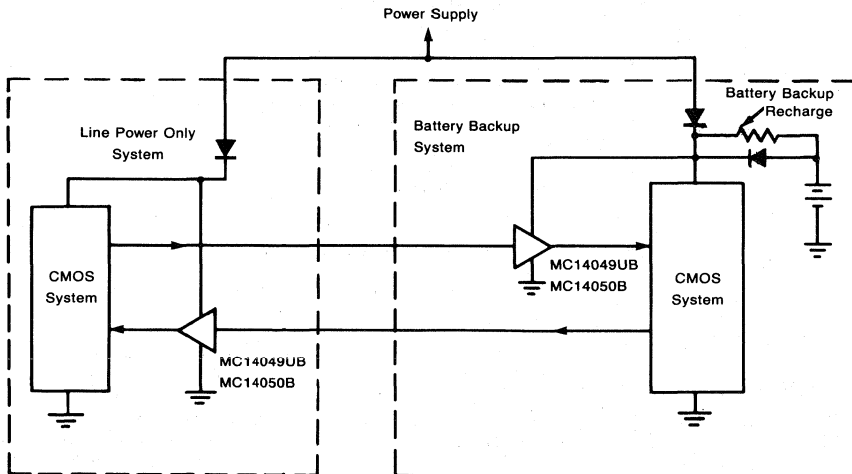 Power Supply
Line Power Only
System
Battery Backup
System
Battery Backup
Recharge
CMOS
System
MC14049UB
MC14050B
MC14049UB
MC14050B
CMOS
System